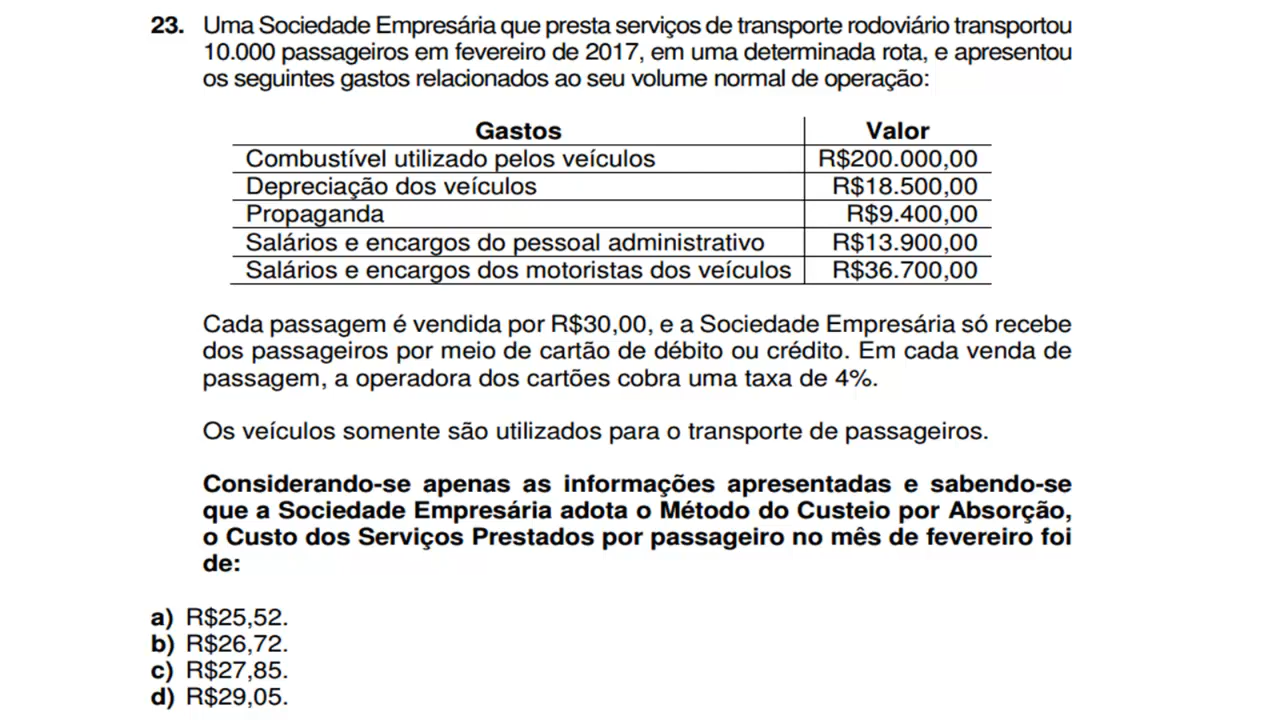 23. Uma Sociedade Empresária que presta serviços de transporte rodoviário transportou
10.000 passageiros em fevereiro de 2017, em uma determinada rota, e apresentou
os seguintes gastos relacionados ao seu volume normal de operação:
Gastos Valor
Combustível utilizado pelos veículos R$200.000,00
Depreciação dos veículos R$18.500,00
Propaganda R$9.400,00
Salários e encargos do pessoal administrativo R$13.900,00
Salários e encargos dos motoristas dos veículos R$36.700,00
Cada passagem é vendida por R$30,00, e a Sociedade Empresária só recebe
dos passageiros por meio de cartão de débito ou crédito. Em cada venda de
passagem, a operadora dos cartões cobra uma taxa de 4%.
Os veículos somente são utilizados para o transporte de passageiros.
Considerando-se apenas as informações apresentadas e sabendo-se
que a Sociedade Empresária adota o Método do Custeio por Absorção,
o Custo dos Serviços Prestados por passageiro no mês de fevereiro foi
de:
a) R$25,52.
b) R$26,72.
c) R$27,85.
d) R$29,05.